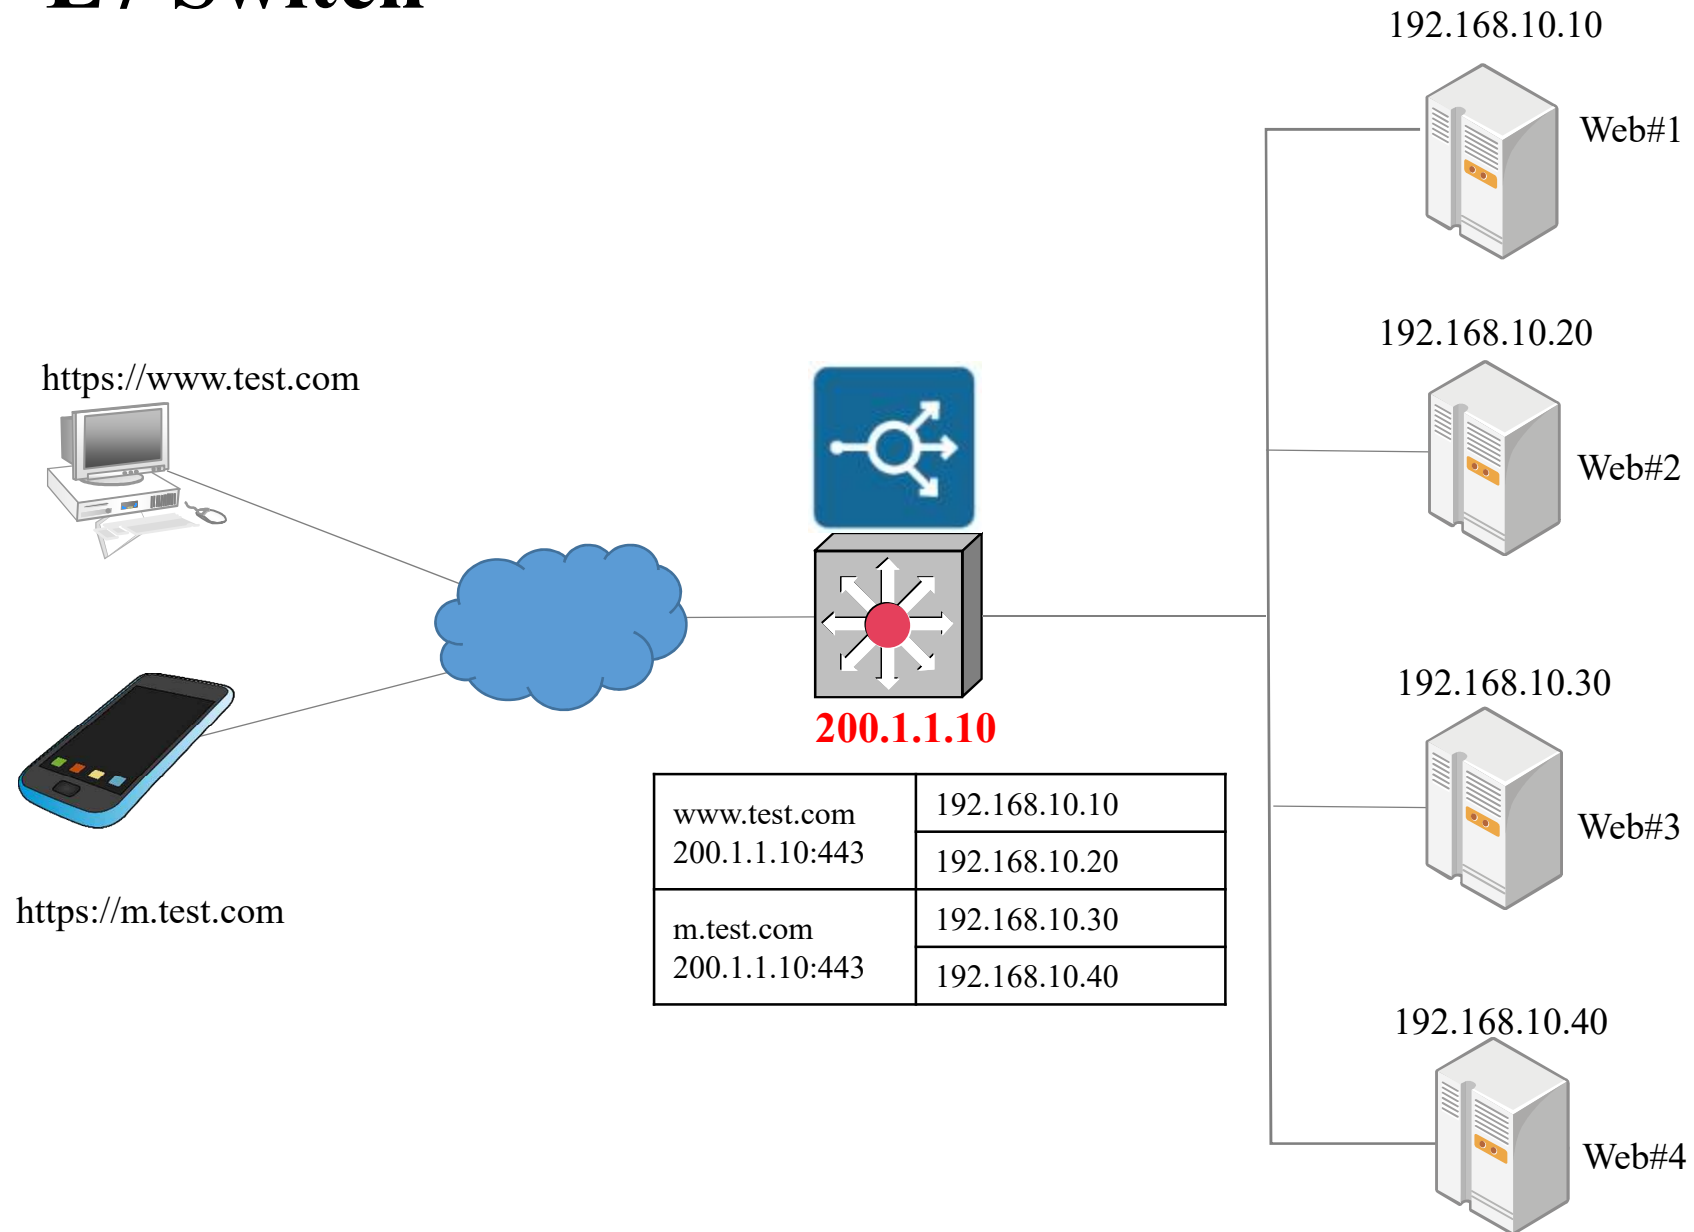 L7 Switch
192.168.10.10
Web#1
192.168.10.20
Web#2
https://www.test.com
192.168.10.30
Web#3
https://m.test.com
200.1.1.10
www.test.com
200.1.1.10:443
192.168.10.10
192.168.10.20
m.test.com
200.1.1.10:443
192.168.10.30
192.168.10.40
192.168.10.40
Web#4